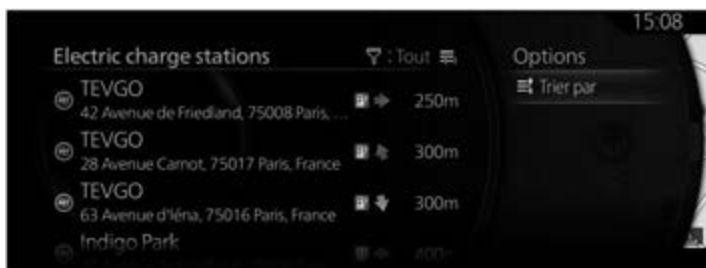 15:08
Electric charge stations : Tout
Options
TEVGO
42 Avenue de Friedland, 75008 Paris, ...
250m
Trier par
TEVGO
28 Avenue Carnot, 75017 Paris, France
300m
TEVGO
63 Avenue d'Iéna, 75016 Paris, France
300m
Indigo Park
400m